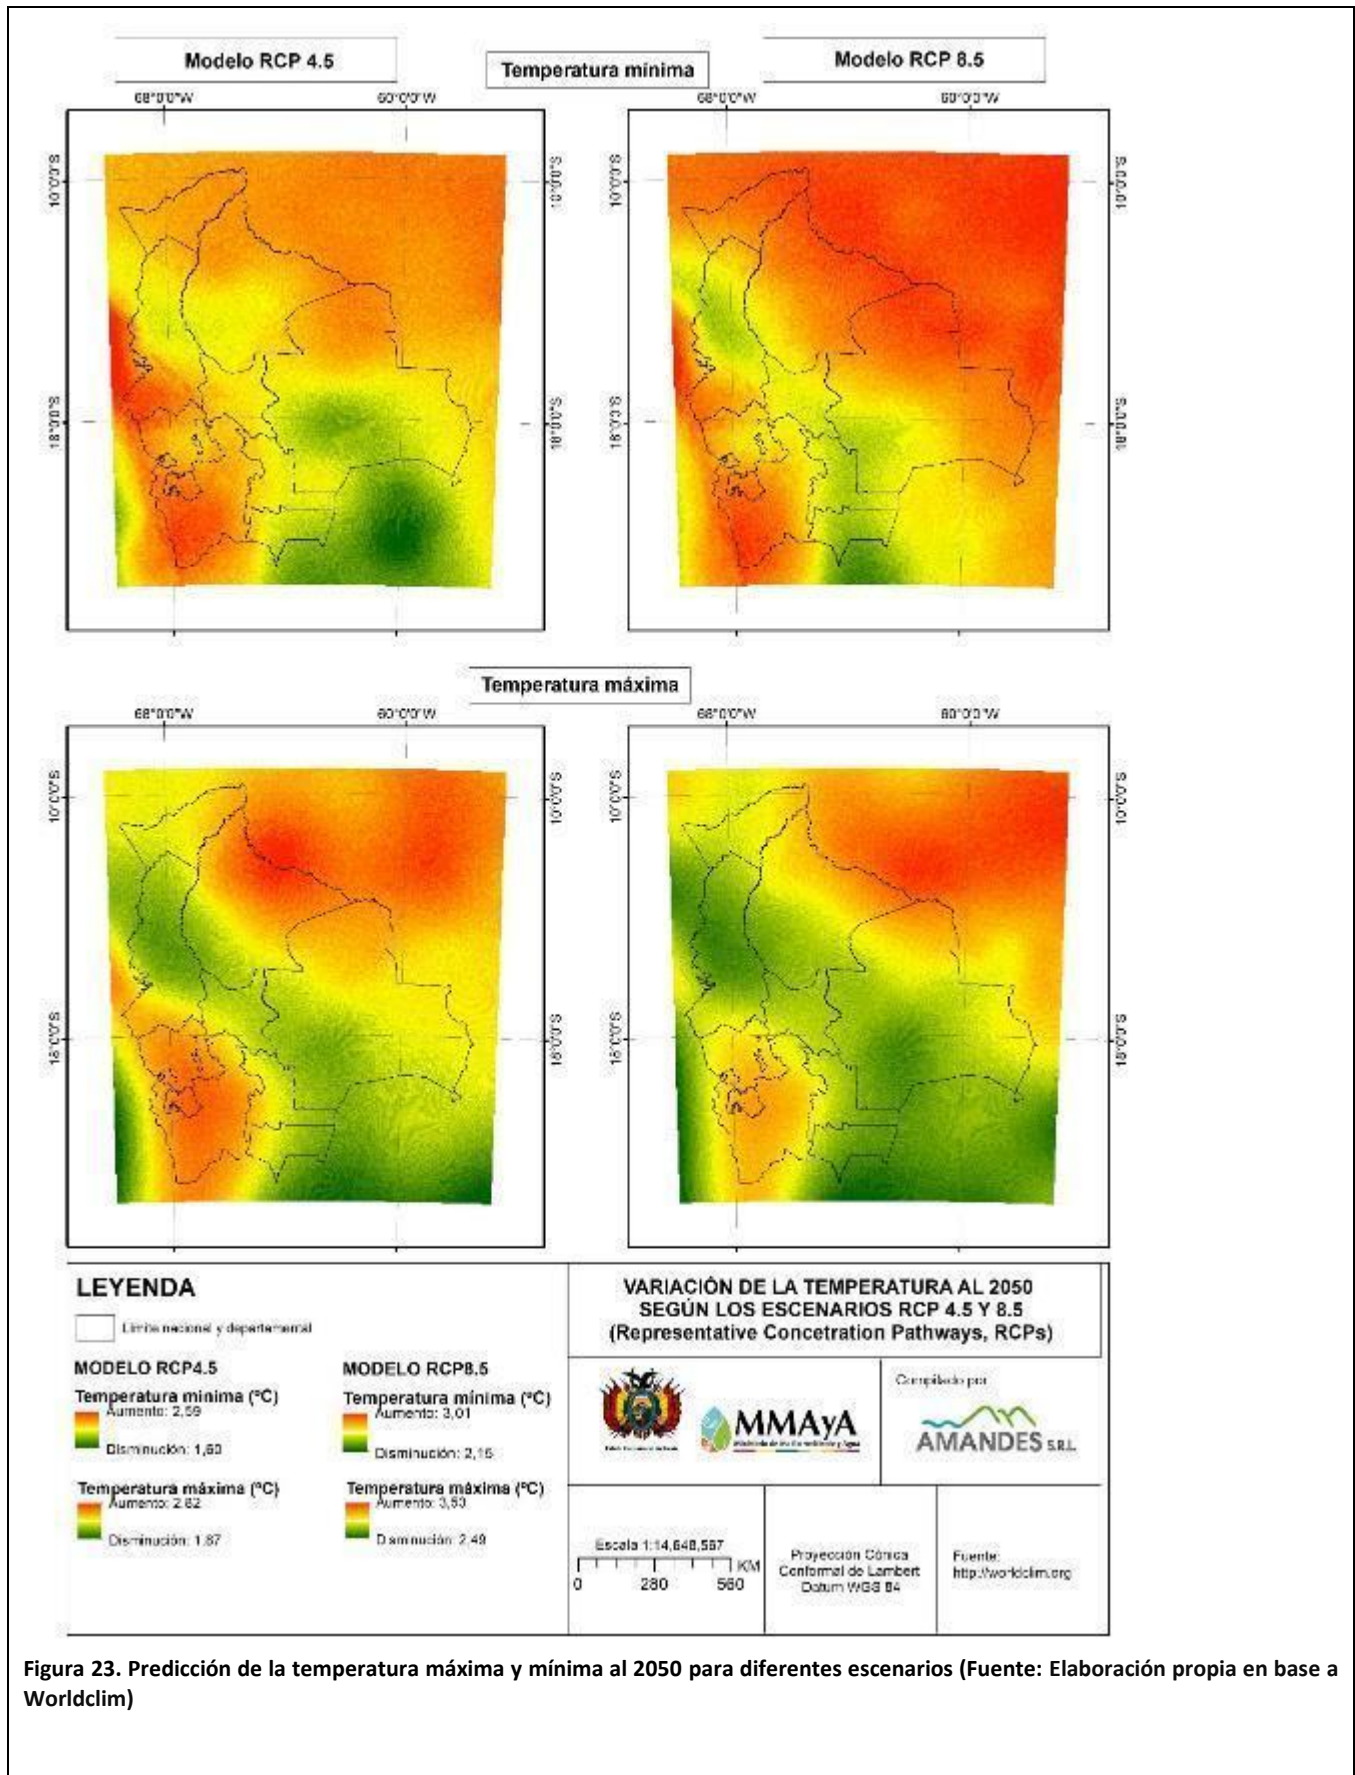 Modelo RCP 4.5
Temperatura mínima
Modelo RCP 8.5
68°0'0"W
60°0'0"W
68°0'0"W
60°0'0"W
10°0'0"S
10°0'0"S
10°0'0"S
10°0'0"S
18°0'0"S
18°0'0"S
18°0'0"S
18°0'0"S
Temperatura máxima
68°0'0"W
60°0'0"W
68°0'0"W
60°0'0"W
10°0'0"S
10°0'0"S
10°0'0"S
10°0'0"S
18°0'0"S
18°0'0"S
18°0'0"S
18°0'0"S
LEYENDA
Límite nacional y departamental
MODELO RCP4.5
Temperatura mínima (ºC)
Aumento: 2,59
Disminución: 1,60
Temperatura máxima (ºC)
Aumento: 2,82
Disminución: 1,87
MODELO RCP8.5
Temperatura mínima (ºC)
Aumento: 3,01
Disminución: 2,15
Temperatura máxima (ºC)
Aumento: 3,53
Disminución: 2,49
VARIACIÓN DE LA TEMPERATURA AL 2050
SEGÚN LOS ESCENARIOS RCP 4.5 Y 8.5
(Representative Concetration Pathways, RCPs)
MMAyA
Ministerio de Medio Ambiente y Agua
Compilado por
AMANDES S.R.L.
Escala 1:14,648,567
KM
0 280 560
Proyección Cónica
Conformal de Lambert
Datum WGS 84
Fuente:
http://worldclim.org
Figura 23. Predicción de la temperatura máxima y mínima al 2050 para diferentes escenarios (Fuente: Elaboración propia en base a
Worldclim)